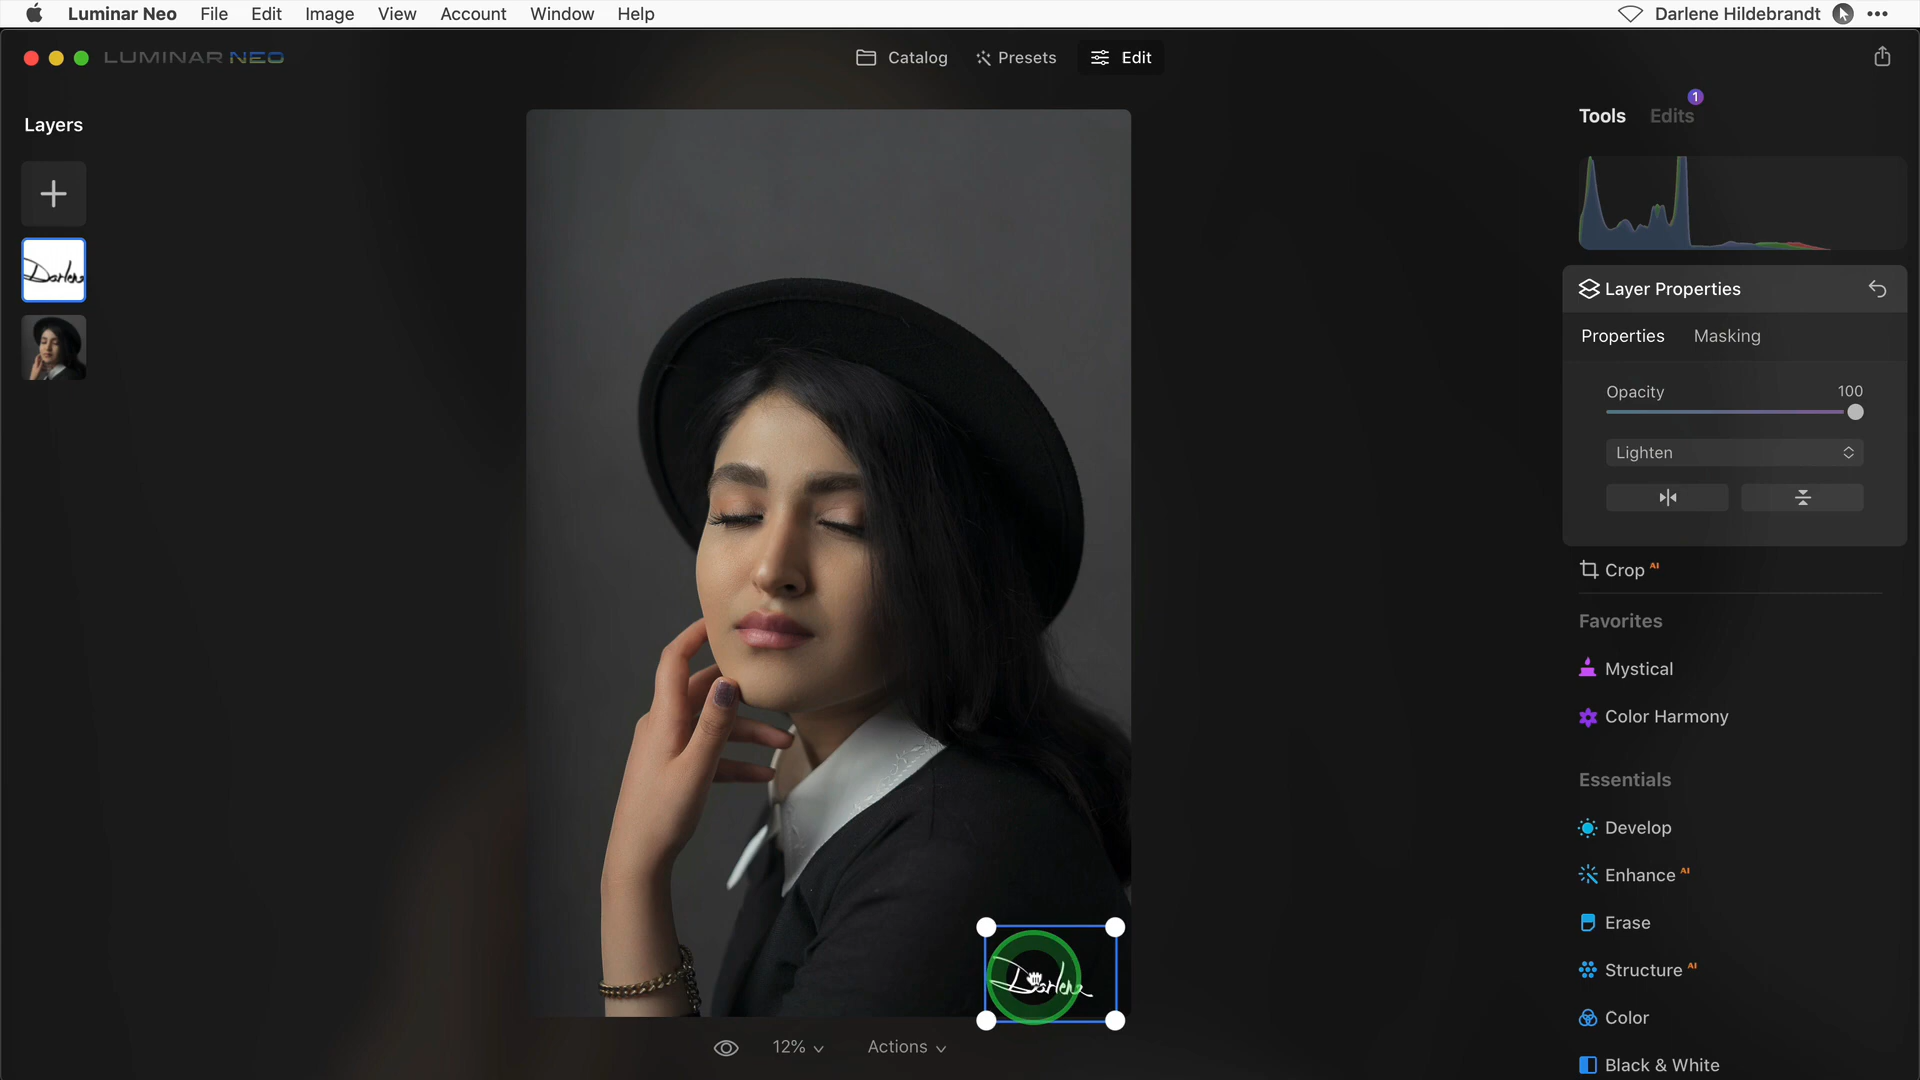 Luminar Neo File Edit Image View Account Window Help Darlene Hildebrandt
LUMINAR NEO Catalog Presets Edit
Layers
Tools Edits 1
Darlene
Layer Properties
Properties Masking
Opacity 100
Lighten
Crop AI
Favorites
Mystical
Color Harmony
Essentials
Develop
Enhance AI
Erase
Structure AI
Darlene
Color
12% Actions
Black & White